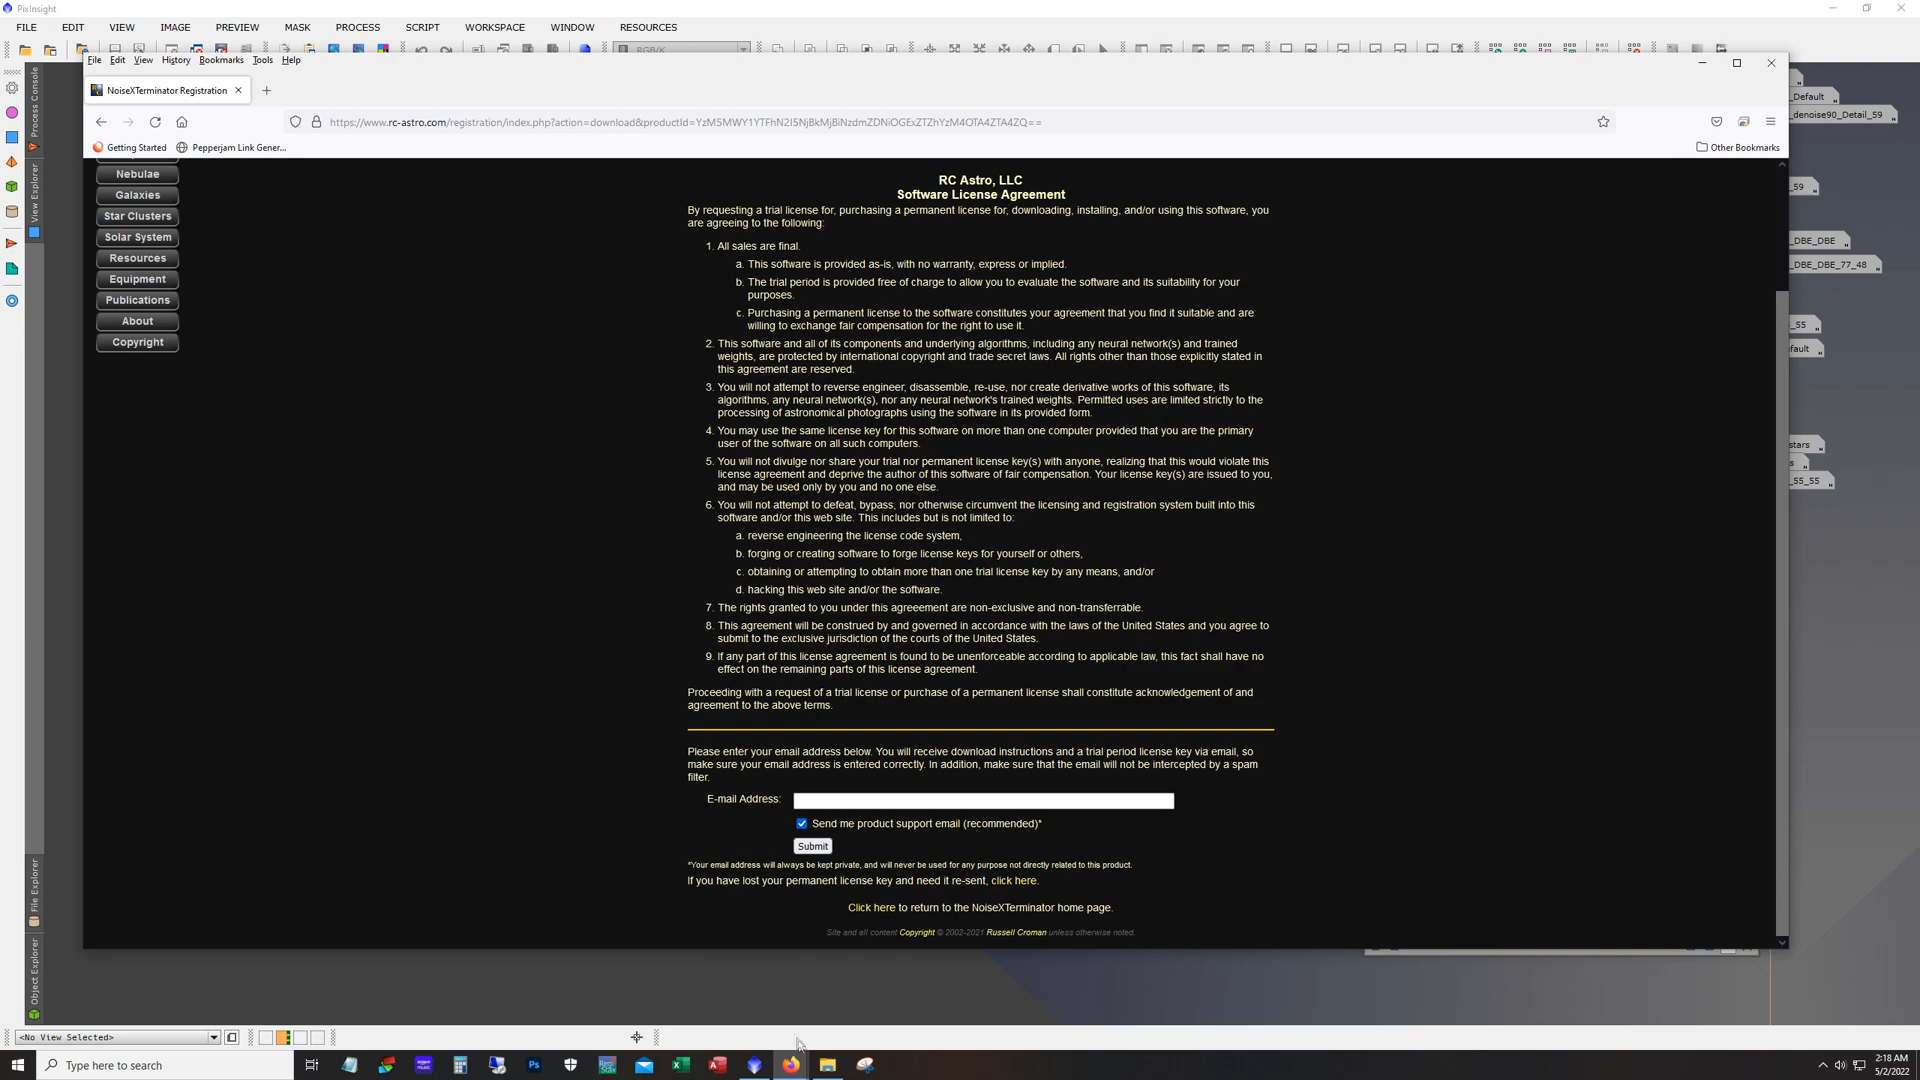 PixInsight
FILE EDIT VIEW IMAGE PREVIEW MASK PROCESS SCRIPT WORKSPACE WINDOW RESOURCES
RGB/K
File Edit View History Bookmarks Tools Help
NoiseXTerminator Registration
https://www.rc-astro.com/registration/index.php?action=download&productId=YzM5MWY1YTFhN2I5NjBkMjBiNzdmZDNiOGExZTZhYzM4OTA4ZTA4ZQ==
Getting Started Pepperjam Link Gener...
Other Bookmarks
Process Console
View Explorer
File Explorer
Object Explorer
Nebulae
Galaxies
Star Clusters
Solar System
Resources
Equipment
Publications
About
Copyright
RC Astro, LLC
Software License Agreement
By requesting a trial license for, purchasing a permanent license for, downloading, installing, and/or using this software, you
are agreeing to the following:
1. All sales are final.
a. This software is provided as-is, with no warranty, express or implied.
b. The trial period is provided free of charge to allow you to evaluate the software and its suitability for your
purposes.
c. Purchasing a permanent license to the software constitutes your agreement that you find it suitable and are
willing to exchange fair compensation for the right to use it.
2. This software and all of its components and underlying algorithms, including any neural network(s) and trained
weights, are protected by international copyright and trade secret laws. All rights other than those explicitly stated in
this agreement are reserved.
3. You will not attempt to reverse engineer, disassemble, re-use, nor create derivative works of this software, its
algorithms, any neural network(s), nor any neural network's trained weights. Permitted uses are limited strictly to the
processing of astronomical photographs using the software in its provided form.
4. You may use the same license key for this software on more than one computer provided that you are the primary
user of the software on all such computers.
5. You will not divulge nor share your trial nor permanent license key(s) with anyone, realizing that this would violate this
license agreement and deprive the author of this software of fair compensation. Your license key(s) are issued to you,
and may be used only by you and no one else.
6. You will not attempt to defeat, bypass, nor otherwise circumvent the licensing and registration system built into this
software and/or this web site. This includes but is not limited to:
a. reverse engineering the license code system,
b. forging or creating software to forge license keys for yourself or others,
c. obtaining or attempting to obtain more than one trial license key by any means, and/or
d. hacking this web site and/or the software.
7. The rights granted to you under this agreeement are non-exclusive and non-transferrable.
8. This agreement will be construed by and governed in accordance with the laws of the United States and you agree to
submit to the exclusive jurisdiction of the courts of the United States.
9. If any part of this license agreement is found to be unenforceable according to applicable law, this fact shall have no
effect on the remaining parts of this license agreement.
Proceeding with a request of a trial license or purchase of a permanent license shall constitute acknowledgement of and
agreement to the above terms.
Please enter your email address below. You will receive download instructions and a trial period license key via email, so
make sure your email address is entered correctly. In addition, make sure that the email will not be intercepted by a spam
filter.
E-mail Address:
Send me product support email (recommended)*
Submit
*Your email address will always be kept private, and will never be used for any purpose not directly related to this product.
If you have lost your permanent license key and need it re-sent, click here.
Click here to return to the NoiseXTerminator home page.
Site and all content Copyright © 2002-2021 Russell Croman unless otherwise noted.
_Default
_denoise90_Detail_59
_59
_DBE_DBE
_DBE_DBE_77_48
_55
fault
stars
s
_55_55
<No View Selected>
Type here to search
2:18 AM
5/2/2022